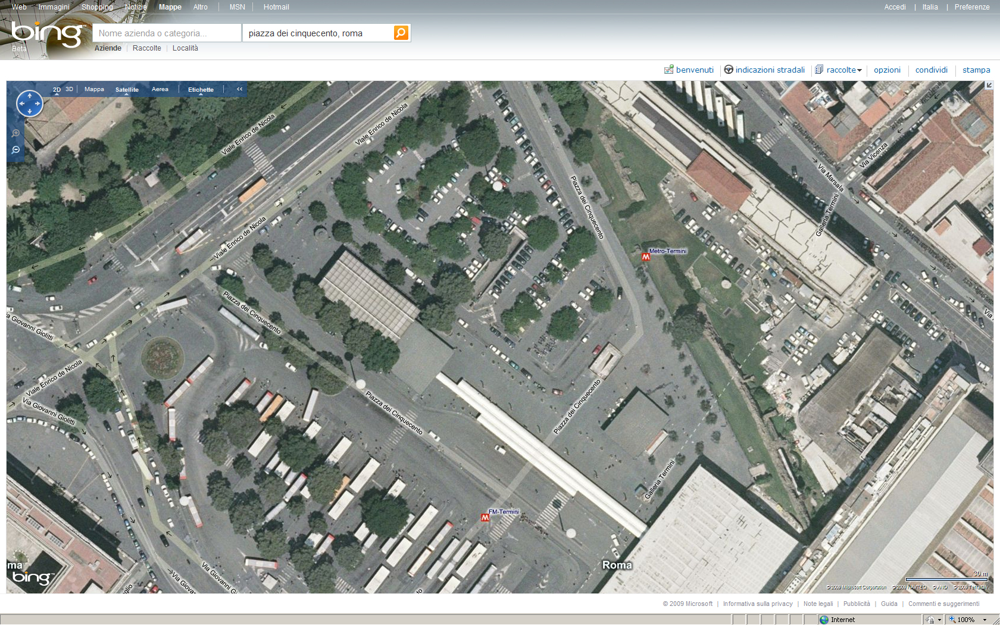 Web Immagini Shopping Notizie Mappe Altro | MSN | Hotmail
Accedi | Italia | Preferenze
bing™
Beta
Nome azienda o categoria...
piazza dei cinquecento, roma
Aziende | Raccolte | Località
benvenuti | indicazioni stradali | raccolte | opzioni | condividi | stampa
2D 3D | Mappa Satellite Aerea | Etichette | <<
Viale Enrico de Nicola
Viale Enrico de Nicola
Via Vicenza
Via Marsala
Piazza dei Cinquecento
Galleria Termini
Viale Enrico de Nicola
Metro-Termini
Piazza dei Cinquecento
ia Giovanni Giolitti
Via
Viale Enrico de Nicola
Via Giovanni Giolitti
Piazza dei Cinquecento
Piazza dei Cinquecento
Galleria Termini
FM-Termini
Roma
ma
bing™
Via Giovanni Gi
Via Giovan
glio
to
30 m
© 2009 Microsoft Corporation © 2009 NAVTEQ © AND © 2009 TerraItaly
© 2009 Microsoft | Informativa sulla privacy | Note legali | Pubblicità | Guida | Commenti e suggerimenti
Internet
100%